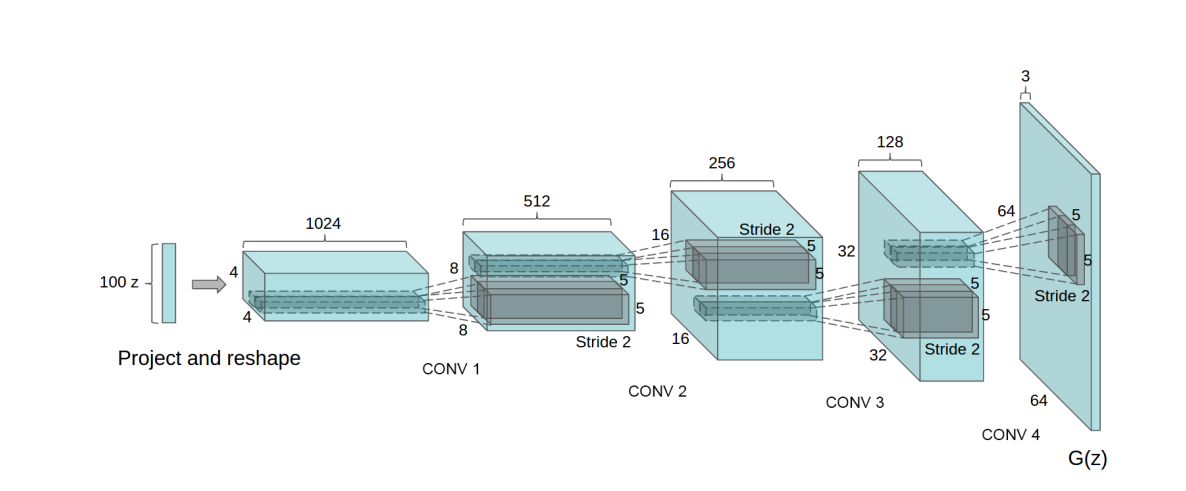 100 z
Project and reshape
1024
4
4
CONV 1
512
8
8
5
5
Stride 2
CONV 2
256
16
16
Stride 2
5
5
CONV 3
128
32
32
5
5
Stride 2
CONV 4
3
64
64
5
5
Stride 2
G(z)